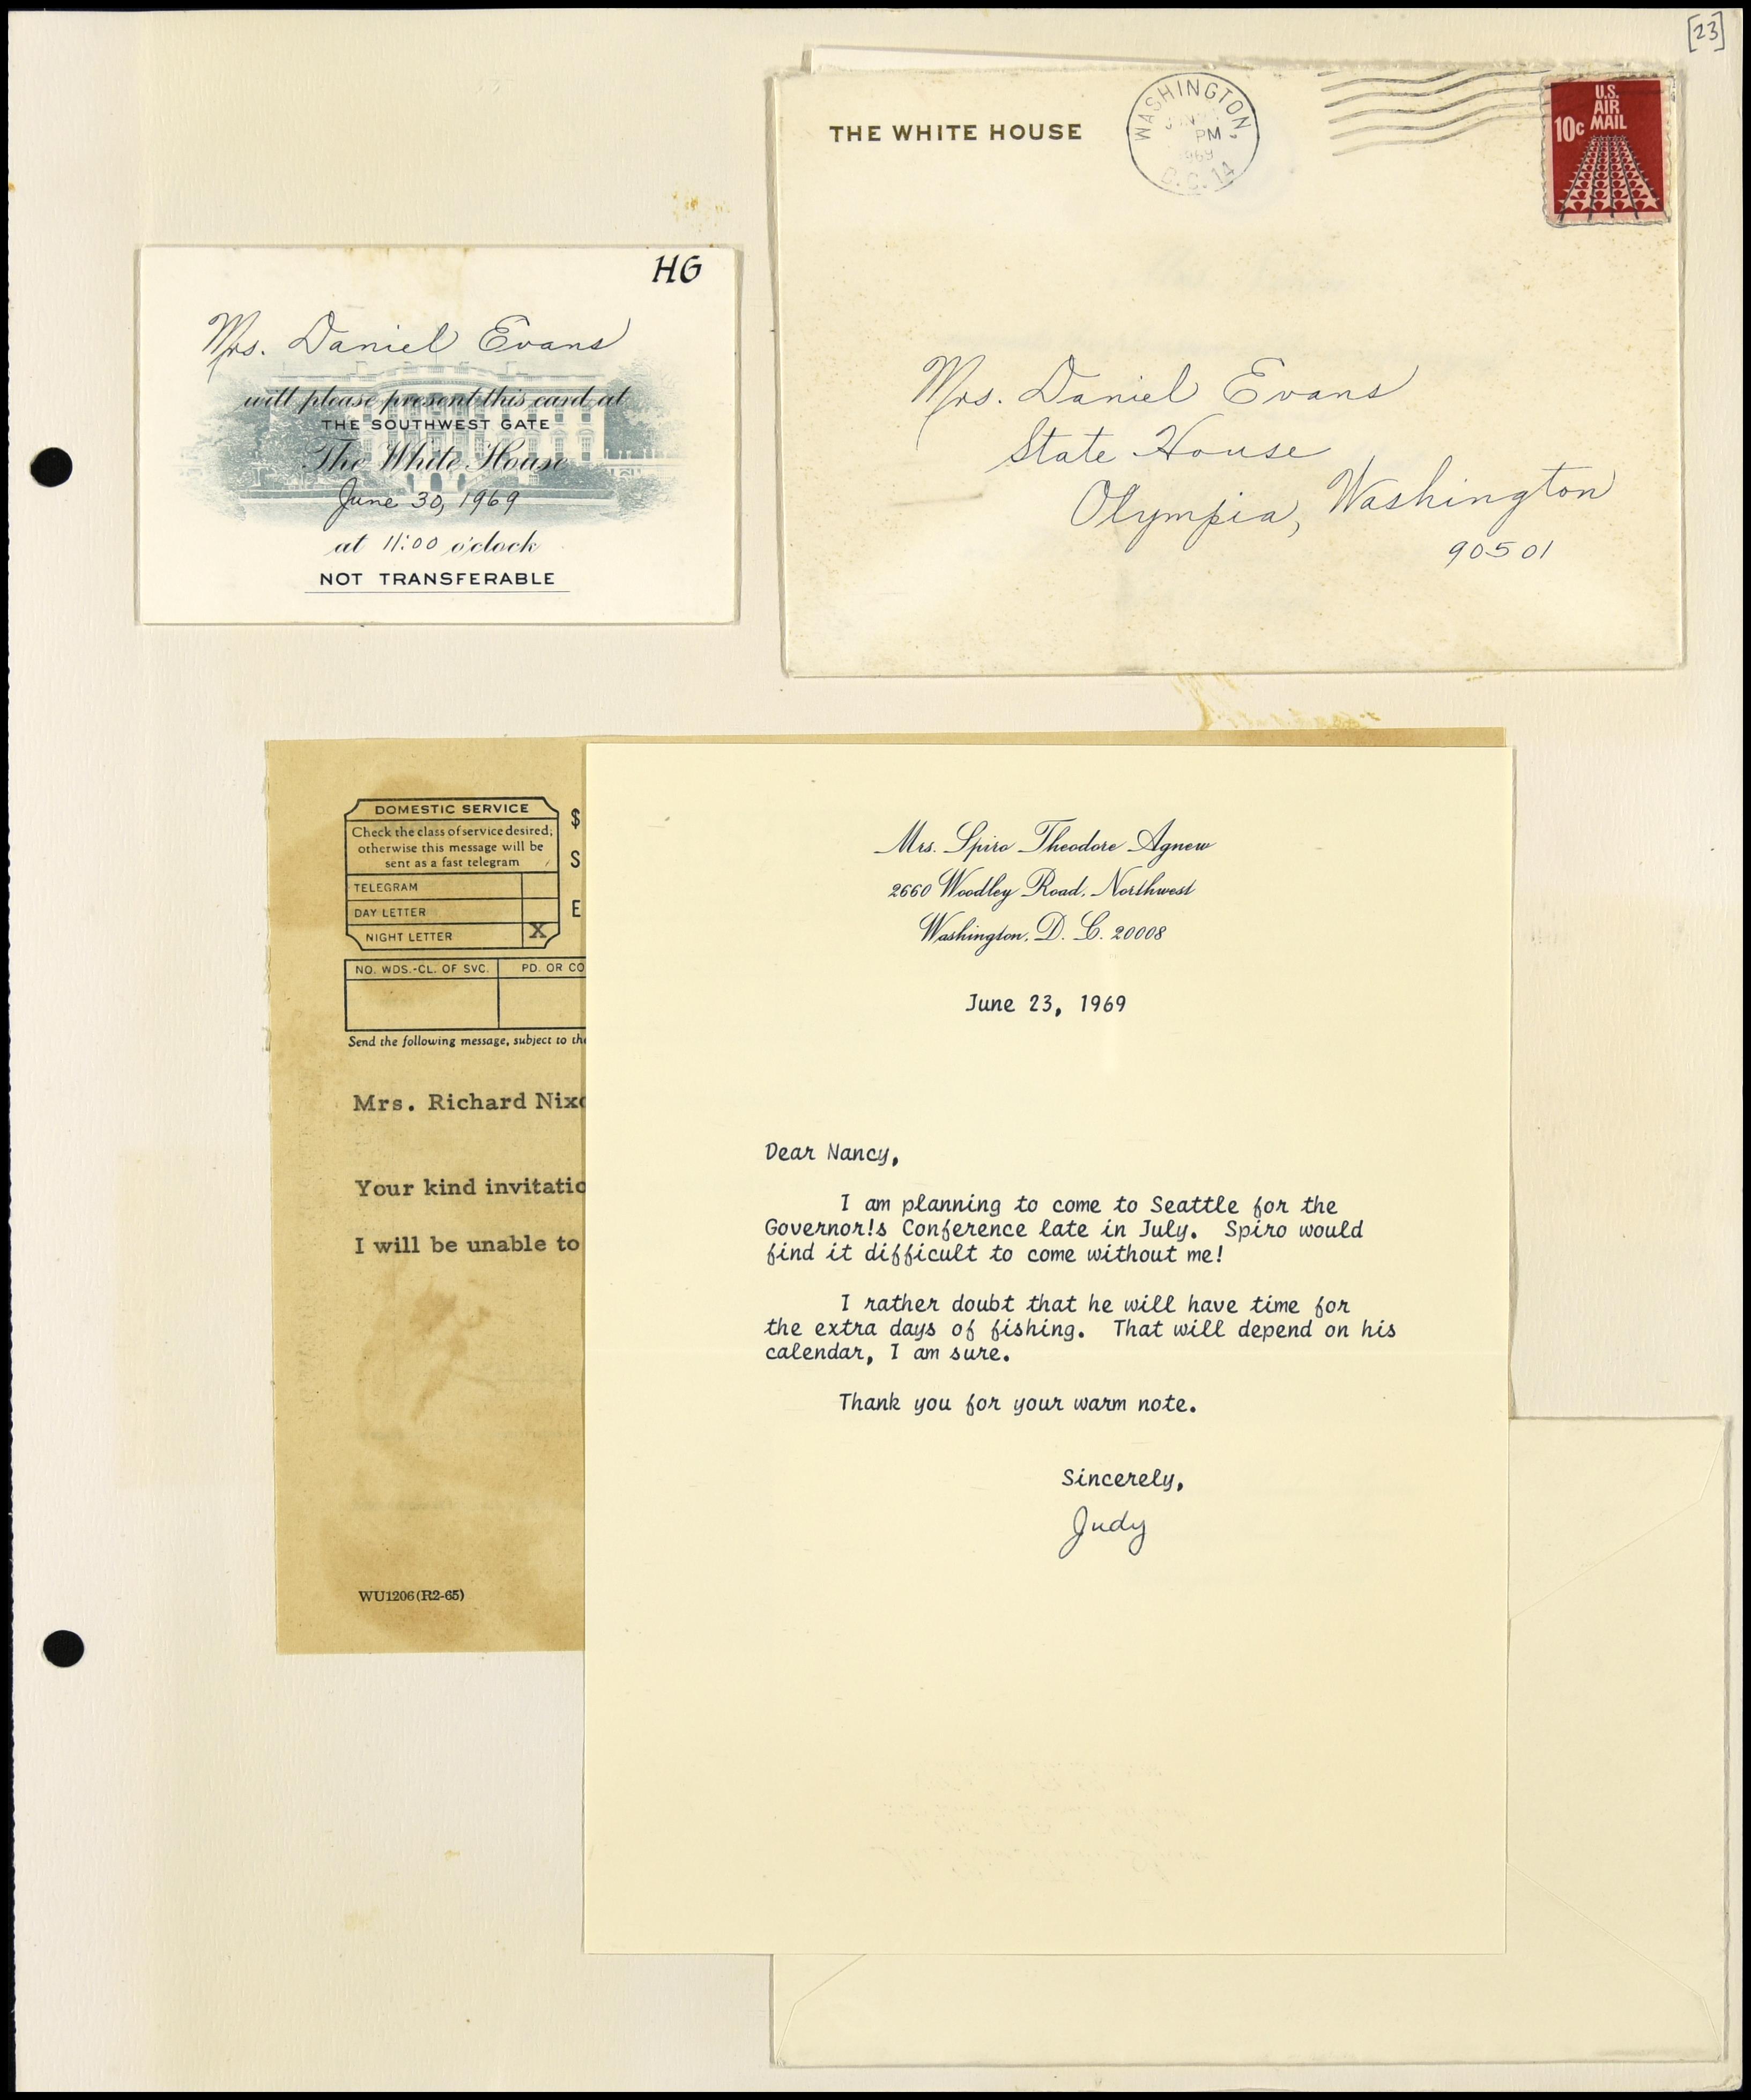 [23]
THE WHITE HOUSE
WASHINGTON,
PM
1969
D.C. 14
U.S.
AIR
MAIL
10c
Mrs. Daniel Evans
State House
Olympia, Washington
90501
HG
Mrs. Daniel Evans
will please present this card at
THE SOUTHWEST GATE
The White House
June 30, 1969
at 11:00 o'clock
NOT TRANSFERABLE
DOMESTIC SERVICE
Check the class of service desired;
otherwise this message will be
sent as a fast telegram
TELEGRAM
DAY LETTER
NIGHT LETTER X
$
S
E
NO. WDS.-CL. OF SVC. PD. OR CO
Send the following message, subject to the
Mrs. Richard Nixo
Your kind invitatio
I will be unable to
WU1206(R2-65)
Mrs. Spiro Theodore Agnew
2660 Woodley Road, Northwest
Washington, D. C. 20008
June 23, 1969
Dear Nancy,
I am planning to come to Seattle for the
Governor!s Conference late in July. Spiro would
find it difficult to come without me!
I rather doubt that he will have time for
the extra days of fishing. That will depend on his
calendar, I am sure.
Thank you for your warm note.
Sincerely,
Judy